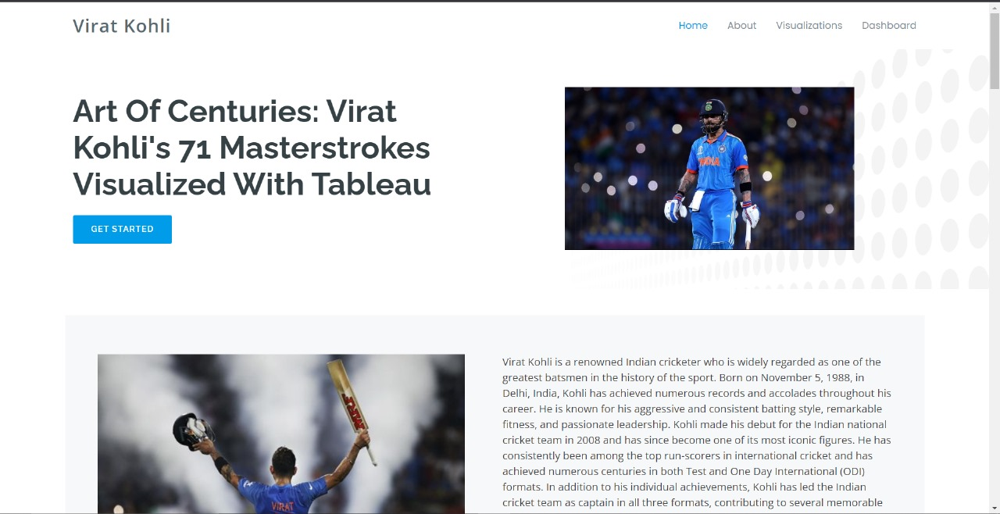 Virat Kohli
Home About Visualizations Dashboard
Art Of Centuries: Virat
Kohli's 71 Masterstrokes
Visualized With Tableau
GET STARTED
INDIA
Virat Kohli is a renowned Indian cricketer who is widely regarded as one of the
greatest batsmen in the history of the sport. Born on November 5, 1988, in
Delhi, India, Kohli has achieved numerous records and accolades throughout his
career. He is known for his aggressive and consistent batting style, remarkable
fitness, and passionate leadership. Kohli made his debut for the Indian national
cricket team in 2008 and has since become one of its most iconic figures. He has
consistently been among the top run-scorers in international cricket and has
achieved numerous centuries in both Test and One Day International (ODI)
formats. In addition to his individual achievements, Kohli has led the Indian
cricket team as captain in all three formats, contributing to several memorable
MRF
VIRAT